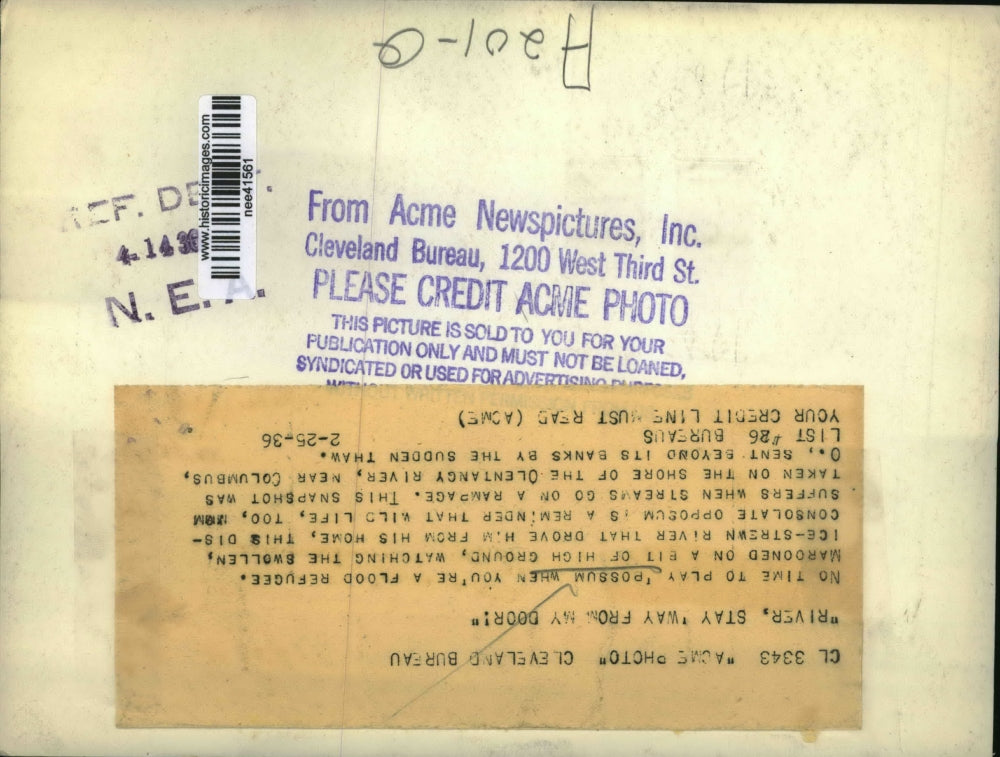 A201-Q
REF. DE
4. 14 36
N. E. A.
www.historicimages.com
nee41561
From Acme Newspictures, Inc.
Cleveland Bureau, 1200 West Third St.
PLEASE CREDIT ACME PHOTO
THIS PICTURE IS SOLD TO YOU FOR YOUR
PUBLICATION ONLY AND MUST NOT BE LOANED,
SYNDICATED OR USED FOR ADVERTISING
WITHOUT WRITTEN PERMISSION
CL 3343 "ACME PHOTO" CLEVELAND BUREAU
"RIVER, STAY 'WAY FROM MY DOOR!"
NO TIME TO PLAY 'POSSUM WHEN YOU'RE A FLOOD REFUGEE.
MAROONED ON A BIT OF HIGH GROUND, WATCHING THE SWOLLEN,
ICE-STREWN RIVER THAT DROVE HIM FROM HIS HOME, THIS DIS-
CONSOLATE OPPOSUM IS A REMINDER THAT WILD LIFE, TOO,
SUFFERS WHEN STREAMS GO ON A RAMPAGE. THIS SNAPSHOT WAS
TAKEN ON THE SHORE OF THE OLENTANGY RIVER, NEAR COLUMBUS,
O., SENT BEYOND ITS BANKS BY THE SUDDEN THAW.
LIST #86 BUREAUS 2-25-36
YOUR CREDIT LINE MUST READ (ACME)